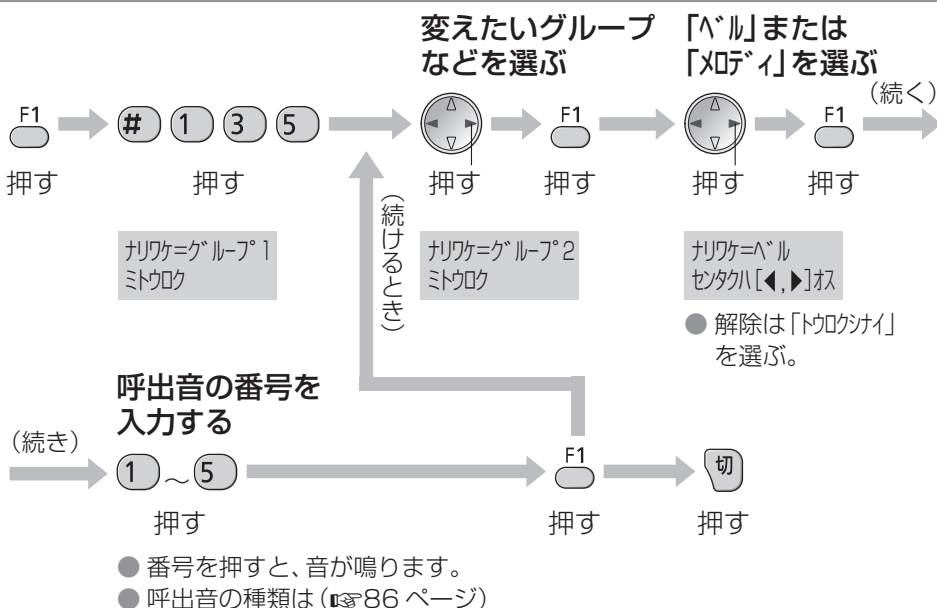 変えたいグループ
などを選ぶ
「ベル」または
「メロディ」を選ぶ
F1
# 1 3 5
F1
F1
(続く)
押す
押す
押す
押す
押す
押す
ナリワケ=グループ1
ミトウロク
(続けるとき)
ナリワケ=グループ2
ミトウロク
ナリワケ=ベル
センタクハ[◀,▶]オス
● 解除は「トウロクシナイ」
を選ぶ。
呼出音の番号を
入力する
(続き)
1 ~ 5
F1
切
押す
押す
押す
● 番号を押すと、音が鳴ります。
● 呼出音の種類は(☞86 ページ)